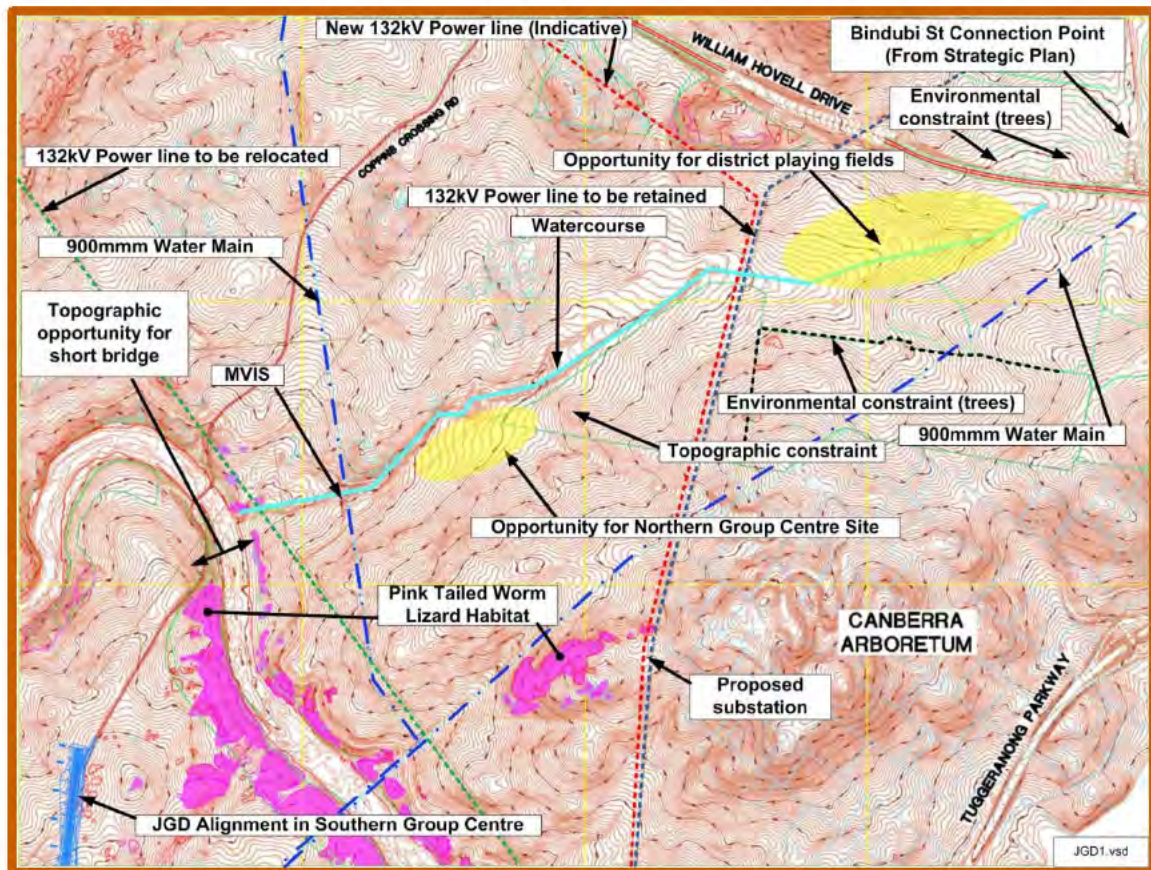 New 132kV Power line (Indicative)
WILLIAM HOVELL DRIVE
Bindubi St Connection Point
(From Strategic Plan)
COPPINS CROBRING RD
Environmental
constraint (trees)
132kV Power line to be relocated
Opportunity for district playing fields
132kV Power line to be retained
Watercourse
900mmm Water Main
Topographic
opportunity for
short bridge
MVIS
Environmental constraint (trees)
900mmm Water Main
Topographic constraint
Opportunity for Northern Group Centre Site
Pink Tailed Worm
Lizard Habitat
CANBERRA
ARBORETUM
Proposed
substation
TUGGERANONG PARKWAY
JGD Alignment in Southern Group Centre
JGD1.vsd